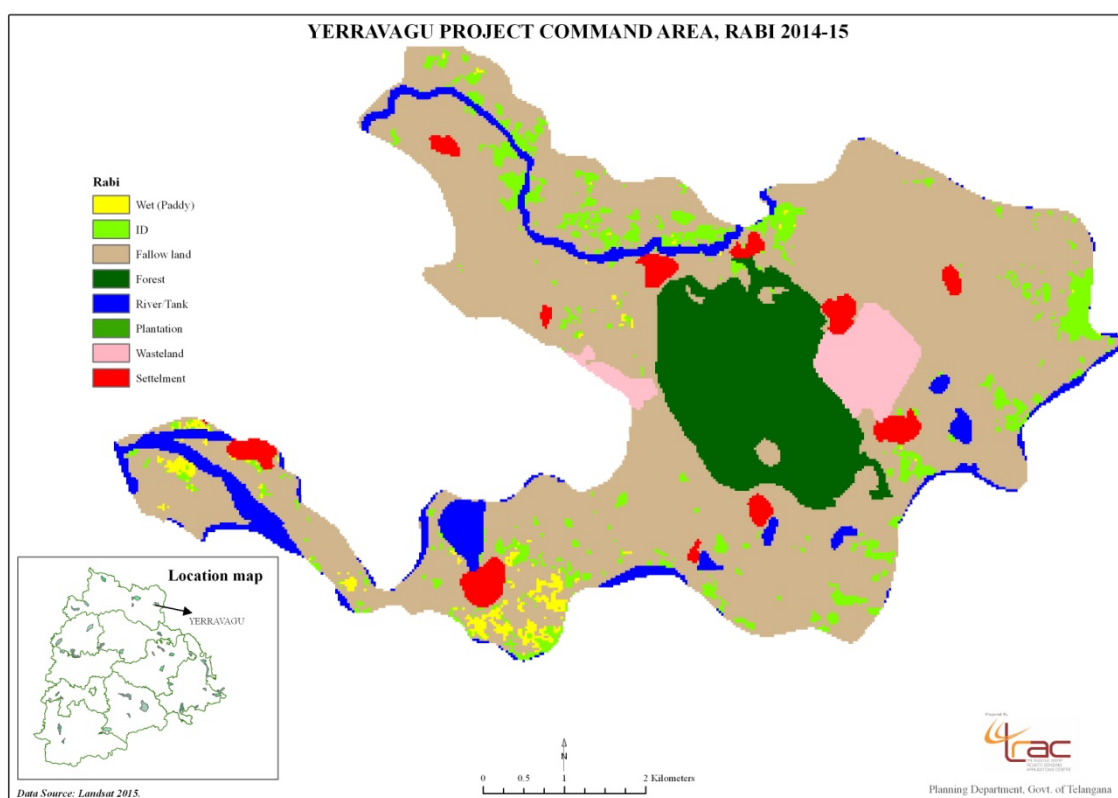 YERRAVAGU PROJECT COMMAND AREA, RABI 2014-15
Rabi
Wet (Paddy)
ID
Fallow land
Forest
River/Tank
Plantation
Wasteland
Settelment
Location map
YERRAVAGU
N
0 0.5 1 2 Kilometers
Data Source: Landsat 2015.
Prepared by
trac
Planning Department, Govt. of Telangana